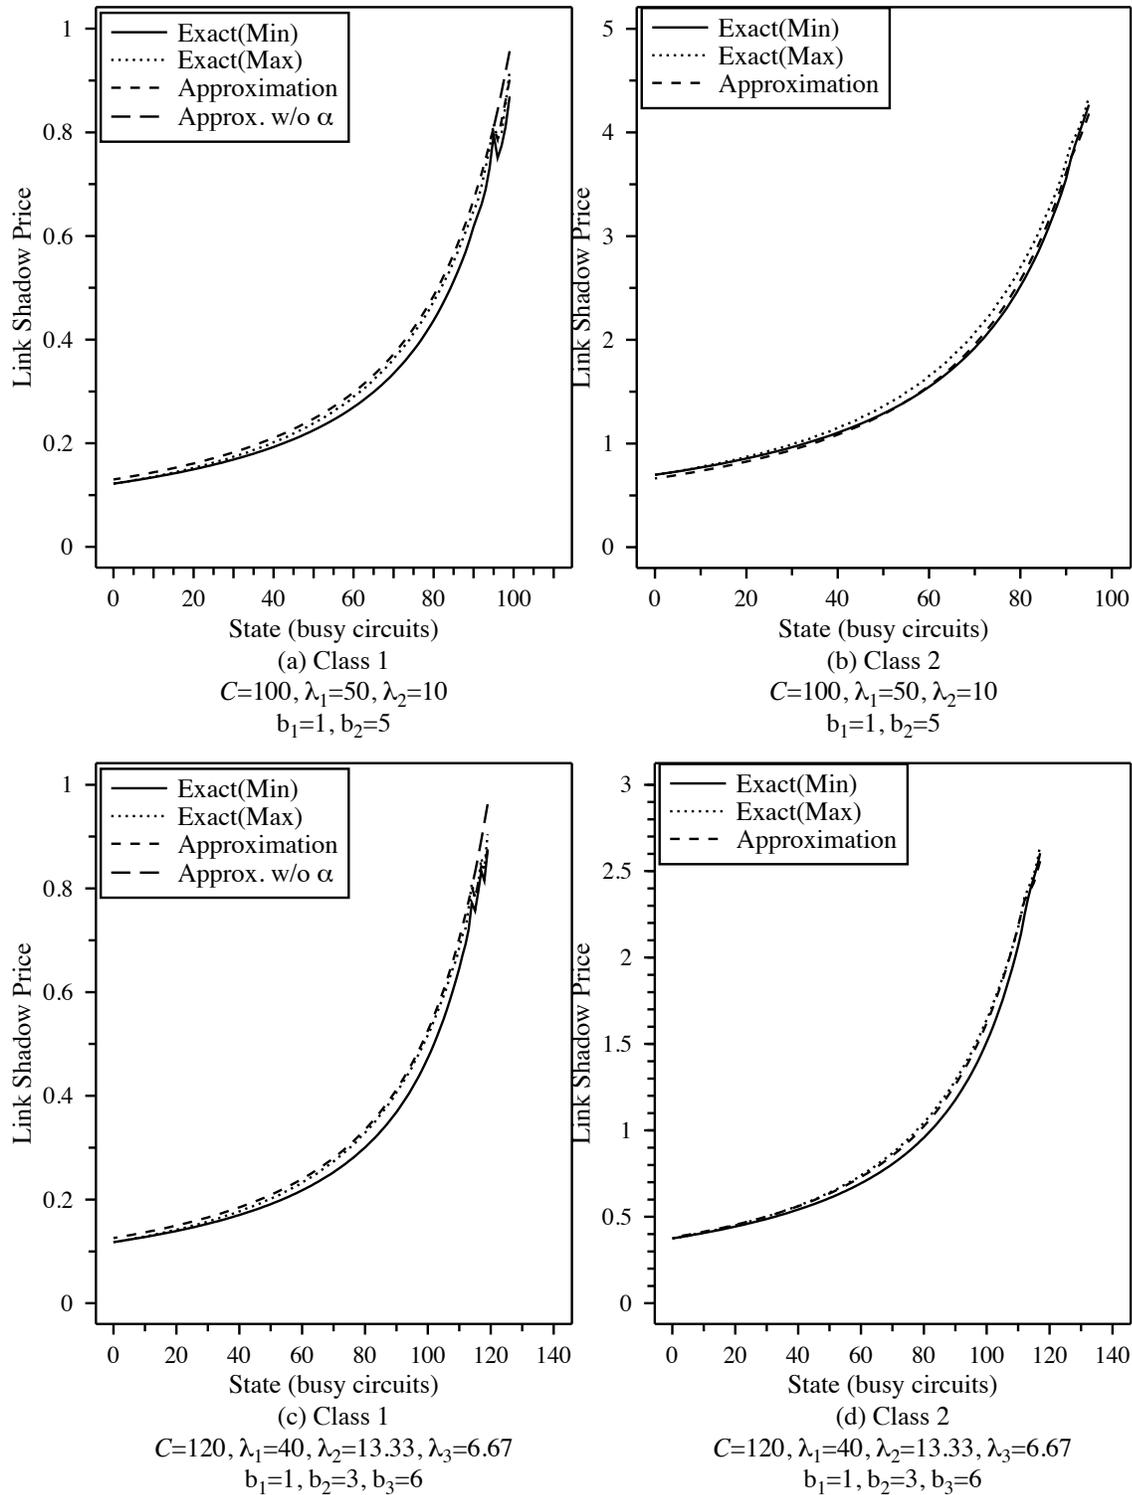 1
0.8
0.6
0.4
0.2
0
Link Shadow Price
Exact(Min)
Exact(Max)
Approximation
Approx. w/o α
0 20 40 60 80 100
State (busy circuits)
(a) Class 1
C=100, λ1=50, λ2=10
b1=1, b2=5
5
4
3
2
1
0
Link Shadow Price
Exact(Min)
Exact(Max)
Approximation
0 20 40 60 80 100
State (busy circuits)
(b) Class 2
C=100, λ1=50, λ2=10
b1=1, b2=5
1
0.8
0.6
0.4
0.2
0
Link Shadow Price
Exact(Min)
Exact(Max)
Approximation
Approx. w/o α
0 20 40 60 80 100 120 140
State (busy circuits)
(c) Class 1
C=120, λ1=40, λ2=13.33, λ3=6.67
b1=1, b2=3, b3=6
3
2.5
2
1.5
1
0.5
0
Link Shadow Price
Exact(Min)
Exact(Max)
Approximation
0 20 40 60 80 100 120 140
State (busy circuits)
(d) Class 2
C=120, λ1=40, λ2=13.33, λ3=6.67
b1=1, b2=3, b3=6